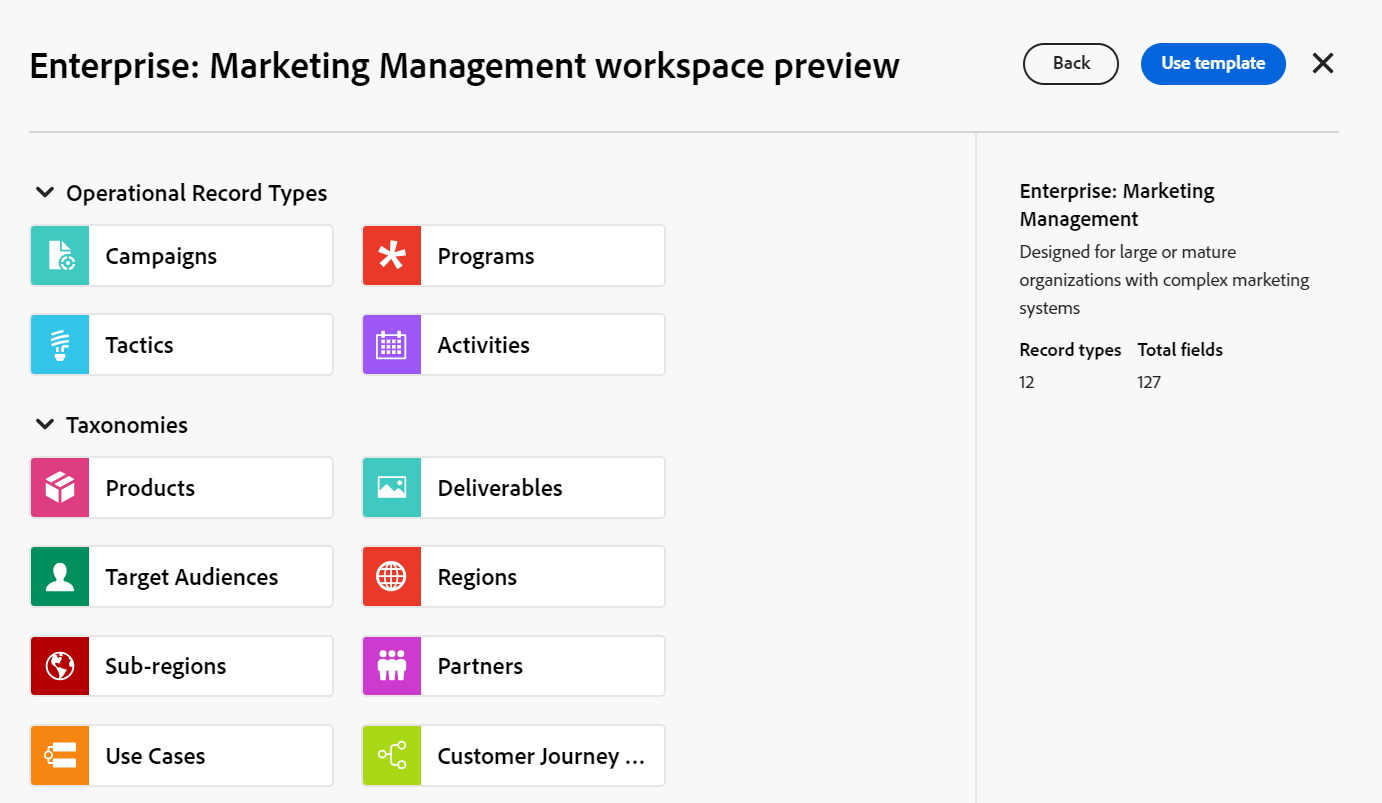 Enterprise: Marketing Management workspace preview
Back
Use template
Operational Record Types
Campaigns
Programs
Tactics
Activities
Taxonomies
Products
Deliverables
Target Audiences
Regions
Sub-regions
Partners
Use Cases
Customer Journey ...
Enterprise: Marketing
Management
Designed for large or mature
organizations with complex marketing
systems
Record types Total fields
12 127